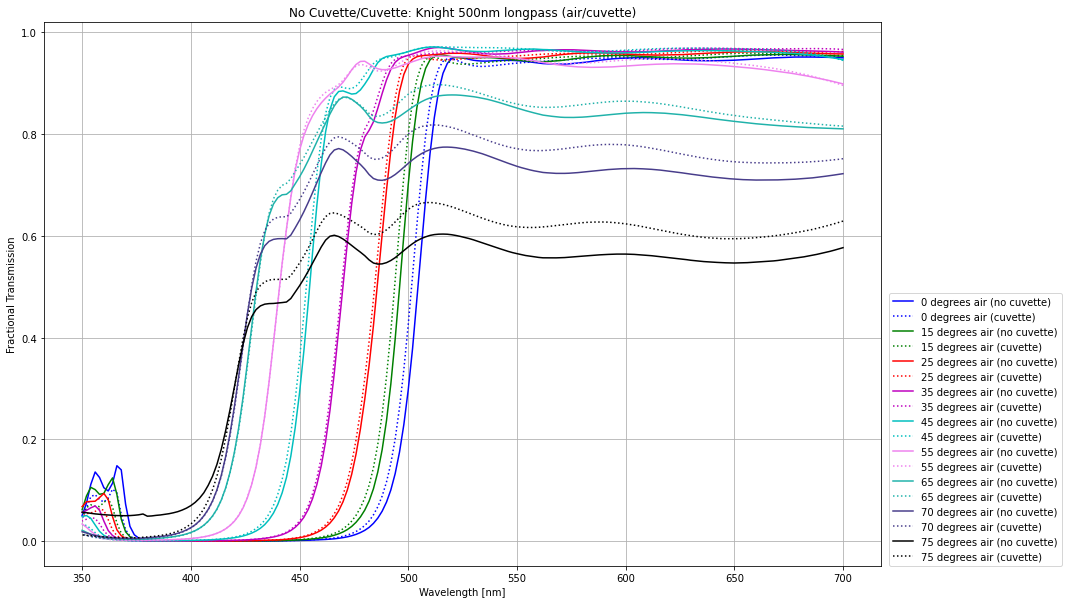 No Cuvette/Cuvette: Knight 500nm longpass (air/cuvette)
Fractional Transmission
1.0
0.8
0.6
0.4
0.2
0.0
350 400 450 500 550 600 650 700
Wavelength [nm]
0 degrees air (no cuvette)
0 degrees air (cuvette)
15 degrees air (no cuvette)
15 degrees air (cuvette)
25 degrees air (no cuvette)
25 degrees air (cuvette)
35 degrees air (no cuvette)
35 degrees air (cuvette)
45 degrees air (no cuvette)
45 degrees air (cuvette)
55 degrees air (no cuvette)
55 degrees air (cuvette)
65 degrees air (no cuvette)
65 degrees air (cuvette)
70 degrees air (no cuvette)
70 degrees air (cuvette)
75 degrees air (no cuvette)
75 degrees air (cuvette)